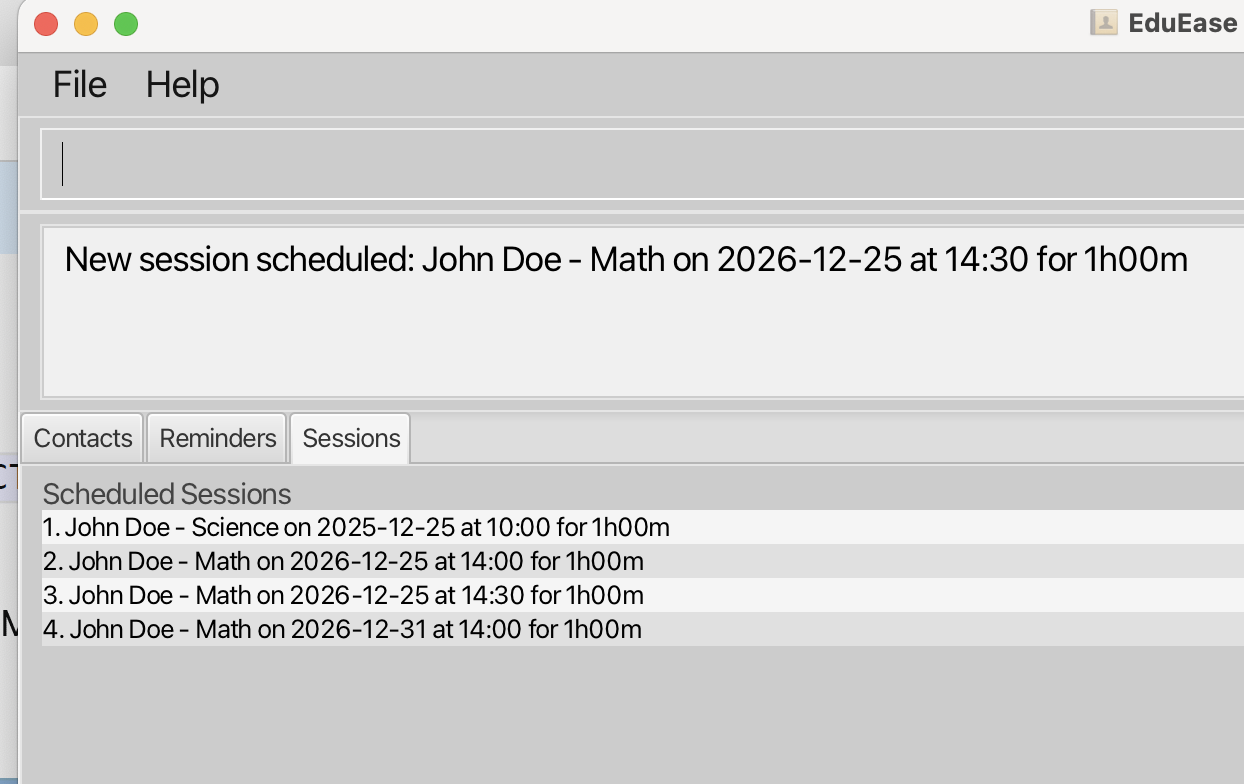 EduEase
File Help
New session scheduled: John Doe - Math on 2026-12-25 at 14:30 for 1h00m
Contacts Reminders Sessions
Scheduled Sessions
1. John Doe - Science on 2025-12-25 at 10:00 for 1h00m
2. John Doe - Math on 2026-12-25 at 14:00 for 1h00m
3. John Doe - Math on 2026-12-25 at 14:30 for 1h00m
4. John Doe - Math on 2026-12-31 at 14:00 for 1h00m